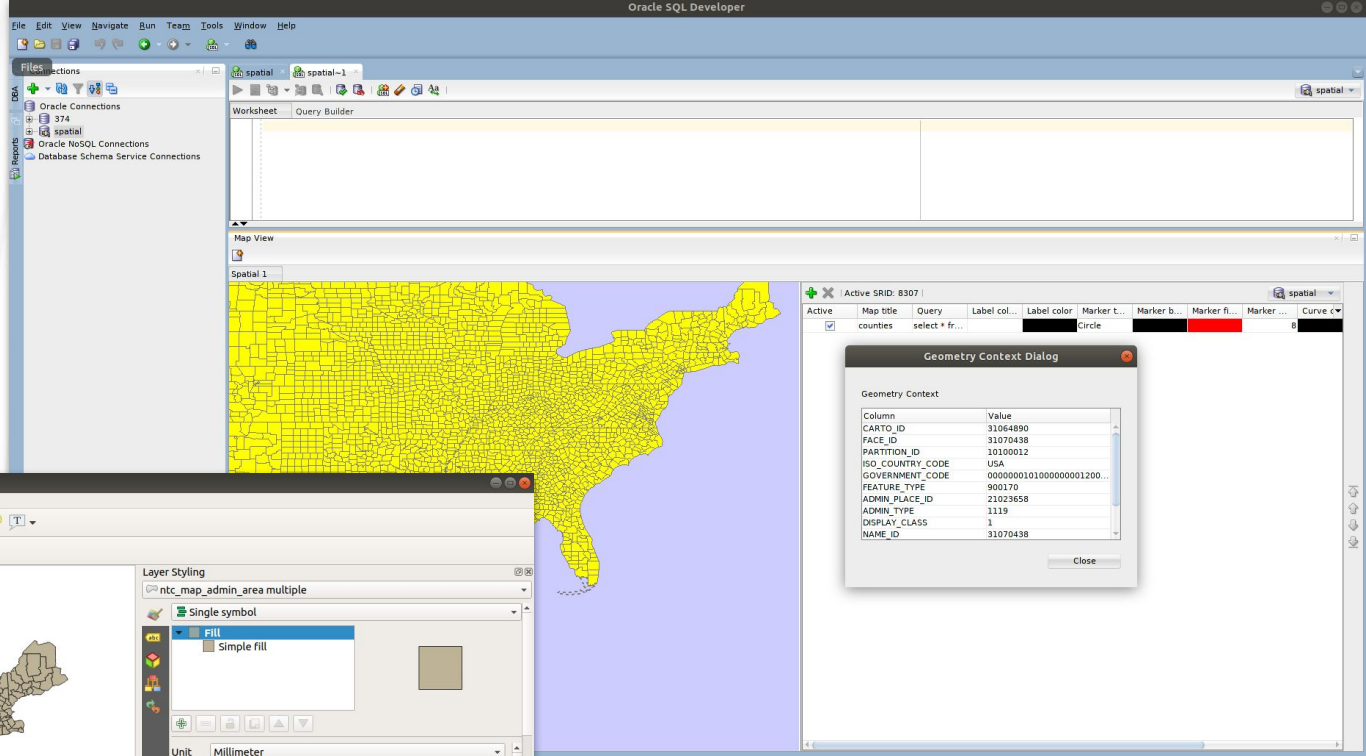 Oracle SQL Developer
File Edit View Navigate Run Team Tools Window Help
Files
Connections
spatial
spatial~1
DBA
Reports
Oracle Connections
374
spatial
Oracle NoSQL Connections
Database Schema Service Connections
spatial
Worksheet Query Builder
Map View
Spatial 1
Active SRID: 8307
spatial
Active Map title Query Label col... Label color Marker t... Marker b... Marker fi... Marker ... Curve
counties select * fr... Circle 8
Geometry Context Dialog
Geometry Context
Column Value
CARTO_ID 31064890
FACE_ID 31070438
PARTITION_ID 10100012
ISO_COUNTRY_CODE USA
GOVERNMENT_CODE 0000000101000000001200...
FEATURE_TYPE 900170
ADMIN_PLACE_ID 21023658
ADMIN_TYPE 1119
DISPLAY_CLASS 1
NAME_ID 31070438
Close
T
Layer Styling
ntc_map_admin_area multiple
Single symbol
abc
Fill
Simple fill
Unit Millimeter